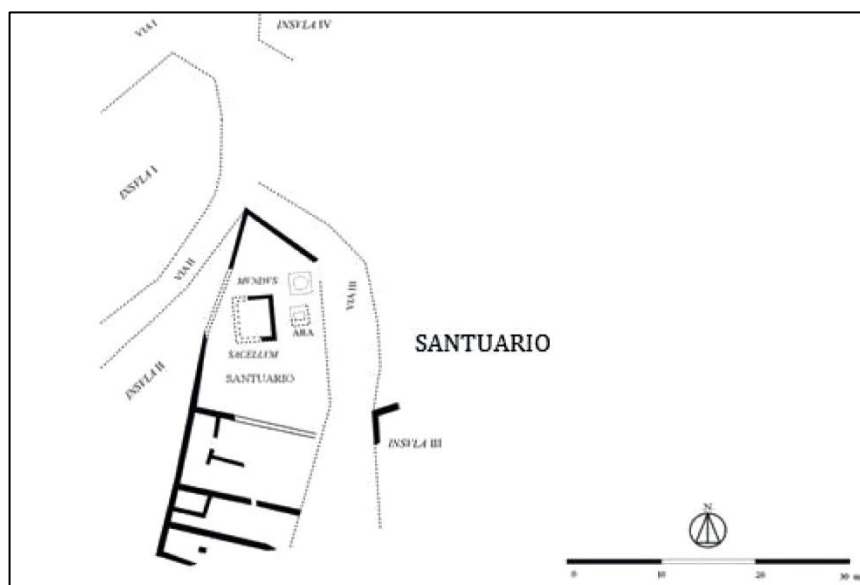 VIA I
INSVLA IV
INSVLA I
VIA II
MVNDVS
VIA III
ARA
SANTUARIO
SACELLVM
INSVLA II
SANTUARIO
INSVLA III
N
0 10 20 30 m